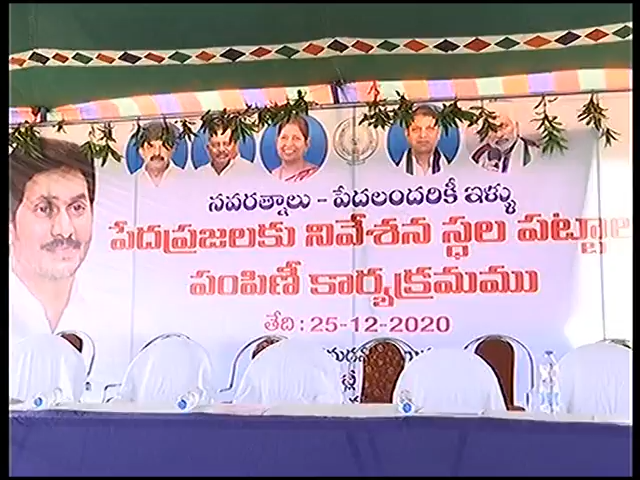 నవరత్నాలు - పేదలందరికీ ఇళ్ళు
పేదప్రజలకు నివేశన స్థల పట్టాల
పంపిణీ కార్యక్రమము
తేది : 25-12-2020